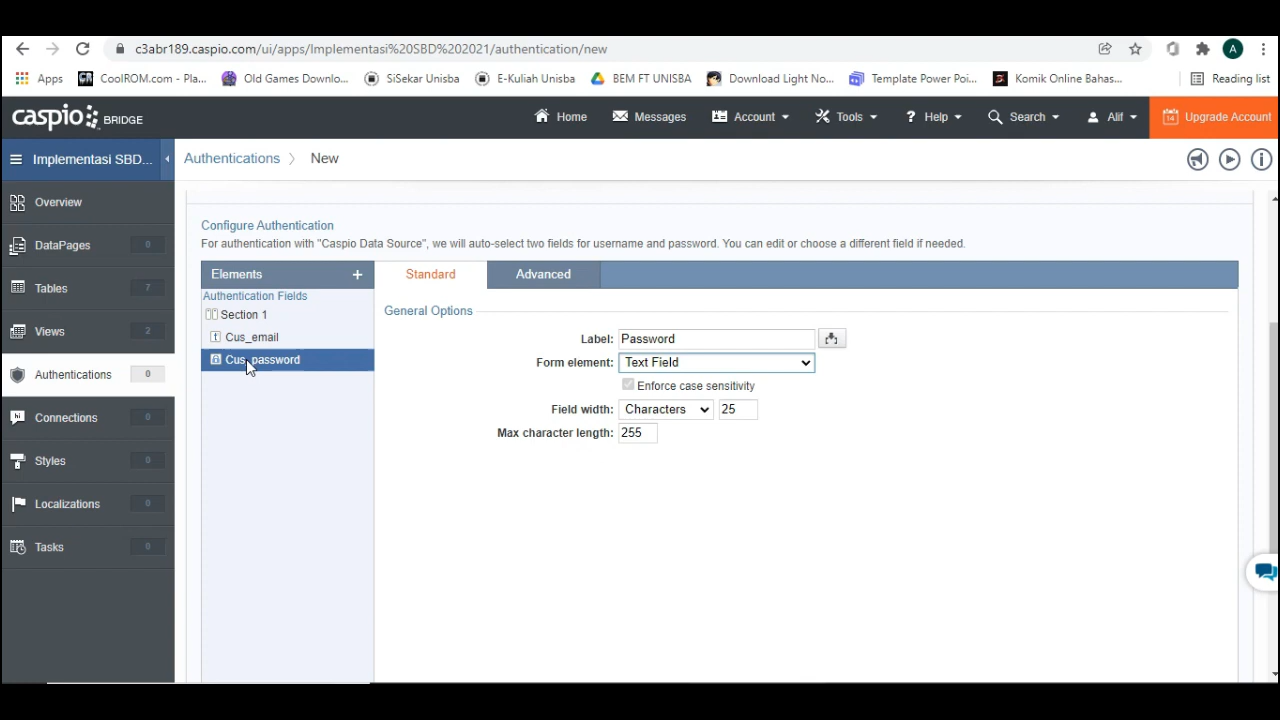 c3abr189.caspio.com/ui/apps/Implementasi%20SBD%202021/authentication/new
A
Apps
CoolROM.com - Pla...
Old Games Downlo...
SiSekar Unisba
E-Kuliah Unisba
BEM FT UNISBA
Download Light No...
Template Power Poi...
Komik Online Bahas...
Reading list
caspio BRIDGE
Home
Messages
Account
Tools
? Help
Search
Alif
14 Upgrade Account
Implementasi SBD...
Authentications
New
Overview
DataPages 0
Tables 7
Views 2
Authentications 0
Connections 0
Styles 0
Localizations 0
Tasks 0
Configure Authentication
For authentication with "Caspio Data Source", we will auto-select two fields for username and password. You can edit or choose a different field if needed.
Elements +
Standard
Advanced
Authentication Fields
Section 1
Cus_email
Cus_password
General Options
Label: Password
Form element: Text Field
Enforce case sensitivity
Field width: Characters 25
Max character length: 255